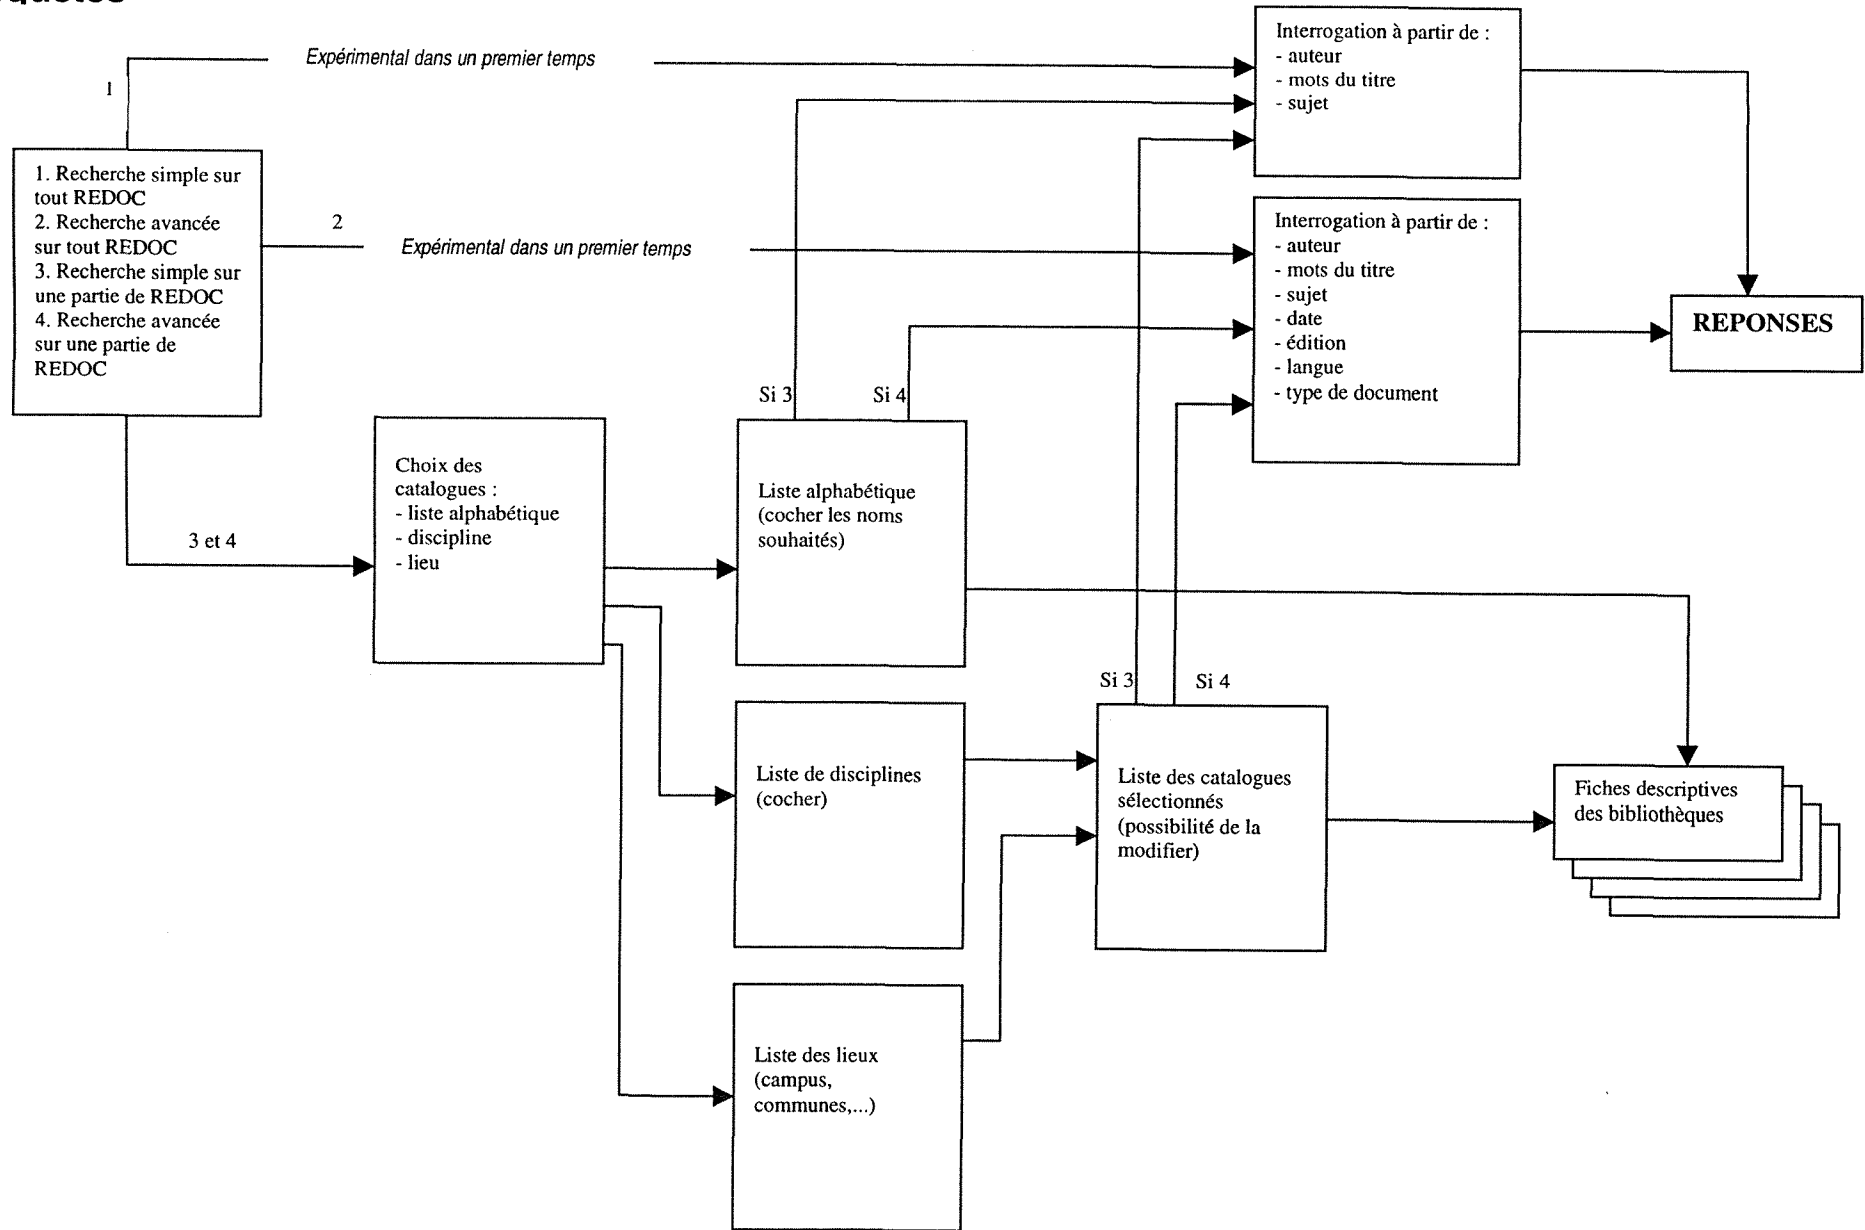 Expérimental dans un premier temps
1
Interrogation à partir de :
- auteur
- mots du titre
- sujet
1. Recherche simple sur
tout REDOC
2. Recherche avancée
sur tout REDOC
3. Recherche simple sur
une partie de REDOC
4. Recherche avancée
sur une partie de
REDOC
2
Expérimental dans un premier temps
Interrogation à partir de :
- auteur
- mots du titre
- sujet
- date
- édition
- langue
- type de document
REPONSES
Si 3
Si 4
3 et 4
Choix des
catalogues :
- liste alphabétique
- discipline
- lieu
Liste alphabétique
(cocher les noms
souhaités)
Si 3
Si 4
Liste de disciplines
(cocher)
Liste des catalogues
sélectionnés
(possibilité de la
modifier)
Fiches descriptives
des bibliothèques
Liste des lieux
(campus,
communes,...)